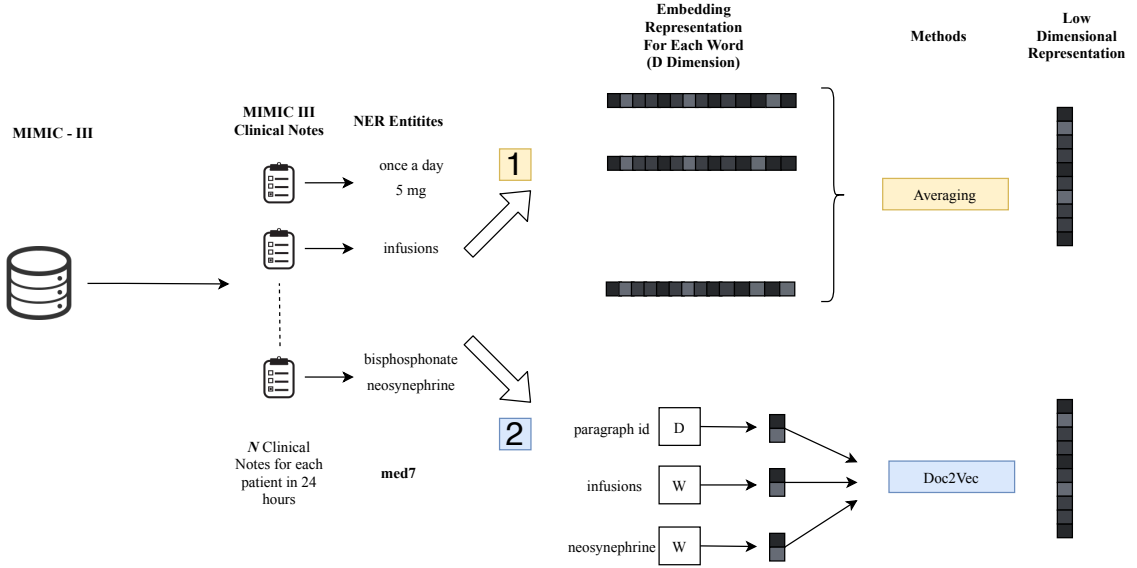 MIMIC - III
MIMIC III
Clinical Notes
NER Entitites
Embedding
Representation
For Each Word
(D Dimension)
Methods
Low
Dimensional
Representation
once a day
5 mg
infusions
bisphosphonate
neosynephrine
N Clinical
Notes for each
patient in 24
hours
med7
1
Averaging
2
paragraph id
D
infusions
W
neosynephrine
W
Doc2Vec